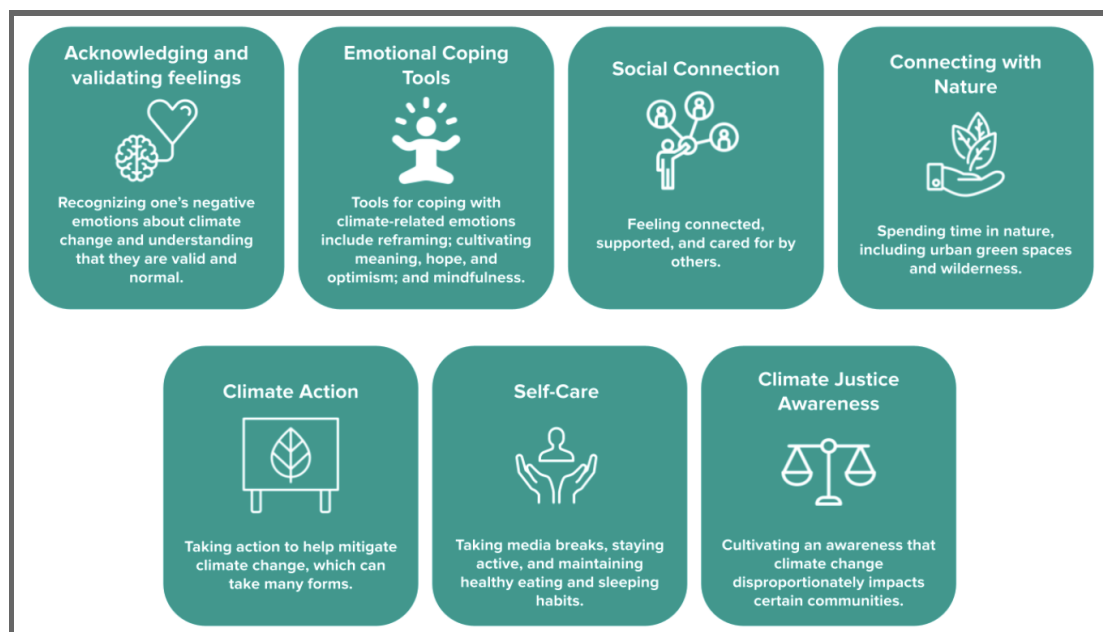 Acknowledging and
validating feelings
Recognizing one's negative
emotions about climate
change and understanding
that they are valid and
normal.
Emotional Coping
Tools
Tools for coping with
climate-related emotions
include reframing; cultivating
meaning, hope, and
optimism; and mindfulness.
Social Connection
Feeling connected,
supported, and cared for by
others.
Connecting with
Nature
Spending time in nature,
including urban green spaces
and wilderness.
Climate Action
Taking action to help mitigate
climate change, which can
take many forms.
Self-Care
Taking media breaks, staying
active, and maintaining
healthy eating and sleeping
habits.
Climate Justice
Awareness
Cultivating an awareness that
climate change
disproportionately impacts
certain communities.